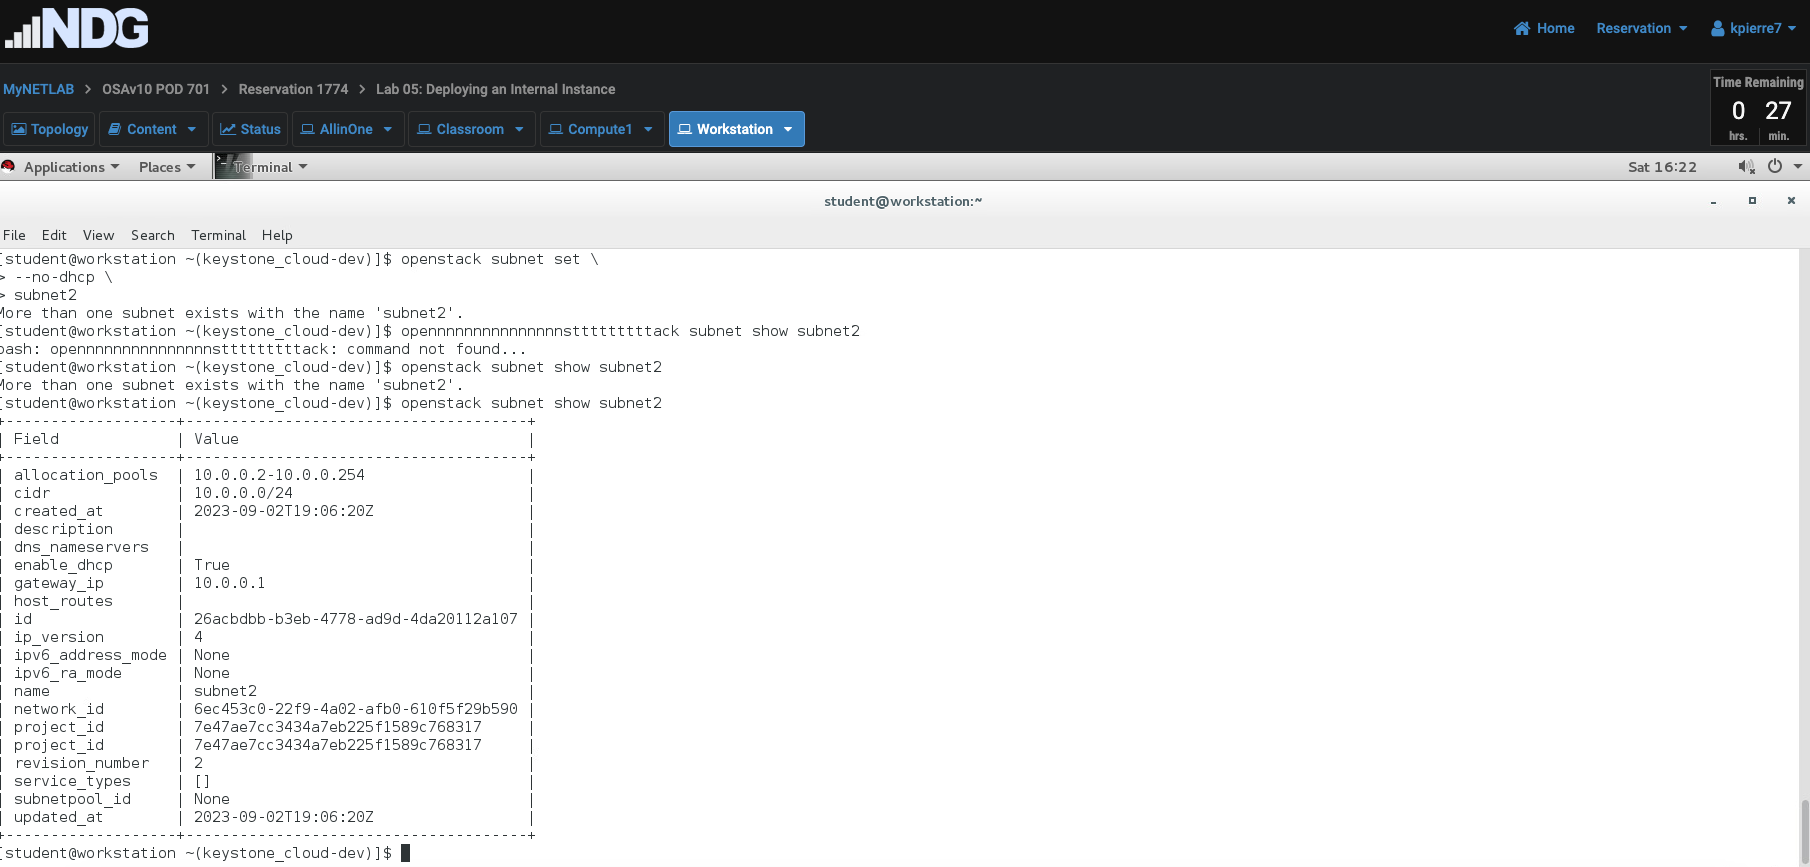 NDG
Home Reservation kpierre7
MyNETLAB > OSAv10 POD 701 > Reservation 1774 > Lab 05: Deploying an Internal Instance
Time Remaining
0 27
hrs. min.
Topology Content Status AllinOne Classroom Compute1 Workstation
Applications Places Terminal Sat 16:22
student@workstation:~
File Edit View Search Terminal Help
[student@workstation ~(keystone_cloud-dev)]$ openstack subnet set \
> --no-dhcp \
> subnet2
More than one subnet exists with the name 'subnet2'.
[student@workstation ~(keystone_cloud-dev)]$ opennnnnnnnnnnnnnnsttttttttttack subnet show subnet2
bash: opennnnnnnnnnnnnnnsttttttttttack: command not found...
[student@workstation ~(keystone_cloud-dev)]$ openstack subnet show subnet2
More than one subnet exists with the name 'subnet2'.
[student@workstation ~(keystone_cloud-dev)]$ openstack subnet show subnet2
+-------------------+--------------------------------------+
| Field | Value |
+-------------------+--------------------------------------+
| allocation_pools | 10.0.0.2-10.0.0.254 |
| cidr | 10.0.0.0/24 |
| created_at | 2023-09-02T19:06:20Z |
| description | |
| dns_nameservers | |
| enable_dhcp | True |
| gateway_ip | 10.0.0.1 |
| host_routes | |
| id | 26acbdbb-b3eb-4778-ad9d-4da20112a107 |
| ip_version | 4 |
| ipv6_address_mode | None |
| ipv6_ra_mode | None |
| name | subnet2 |
| network_id | 6ec453c0-22f9-4a02-afb0-610f5f29b590 |
| project_id | 7e47ae7cc3434a7eb225f1589c768317 |
| project_id | 7e47ae7cc3434a7eb225f1589c768317 |
| revision_number | 2 |
| service_types | [] |
| subnetpool_id | None |
| updated_at | 2023-09-02T19:06:20Z |
+-------------------+--------------------------------------+
[student@workstation ~(keystone_cloud-dev)]$